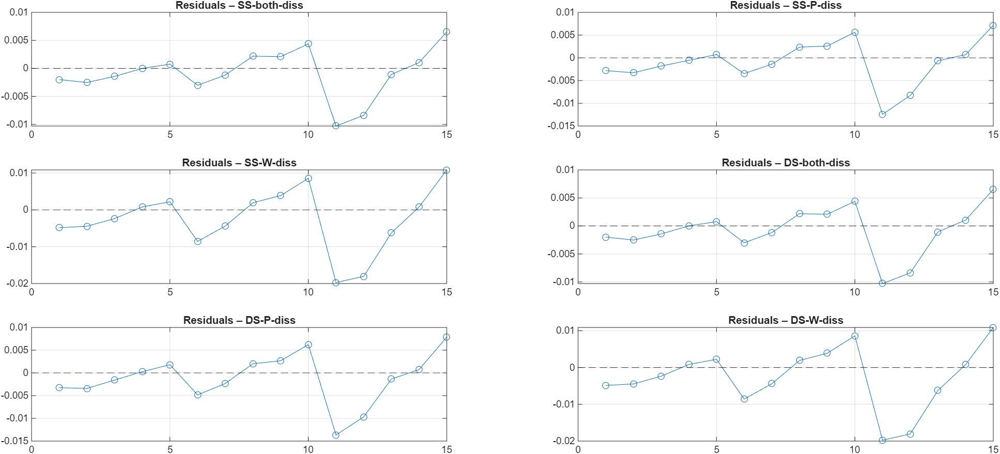 Residuals – SS-both-diss
0.01
0.005
0
-0.005
-0.01
0 5 10 15
Residuals – SS-P-diss
0.01
0.005
0
-0.005
-0.01
-0.015
0 5 10 15
Residuals – SS-W-diss
0.01
0
-0.01
-0.02
0 5 10 15
Residuals – DS-both-diss
0.01
0.005
0
-0.005
-0.01
0 5 10 15
Residuals – DS-P-diss
0.01
0.005
0
-0.005
-0.01
-0.015
0 5 10 15
Residuals – DS-W-diss
0.01
0
-0.01
-0.02
0 5 10 15